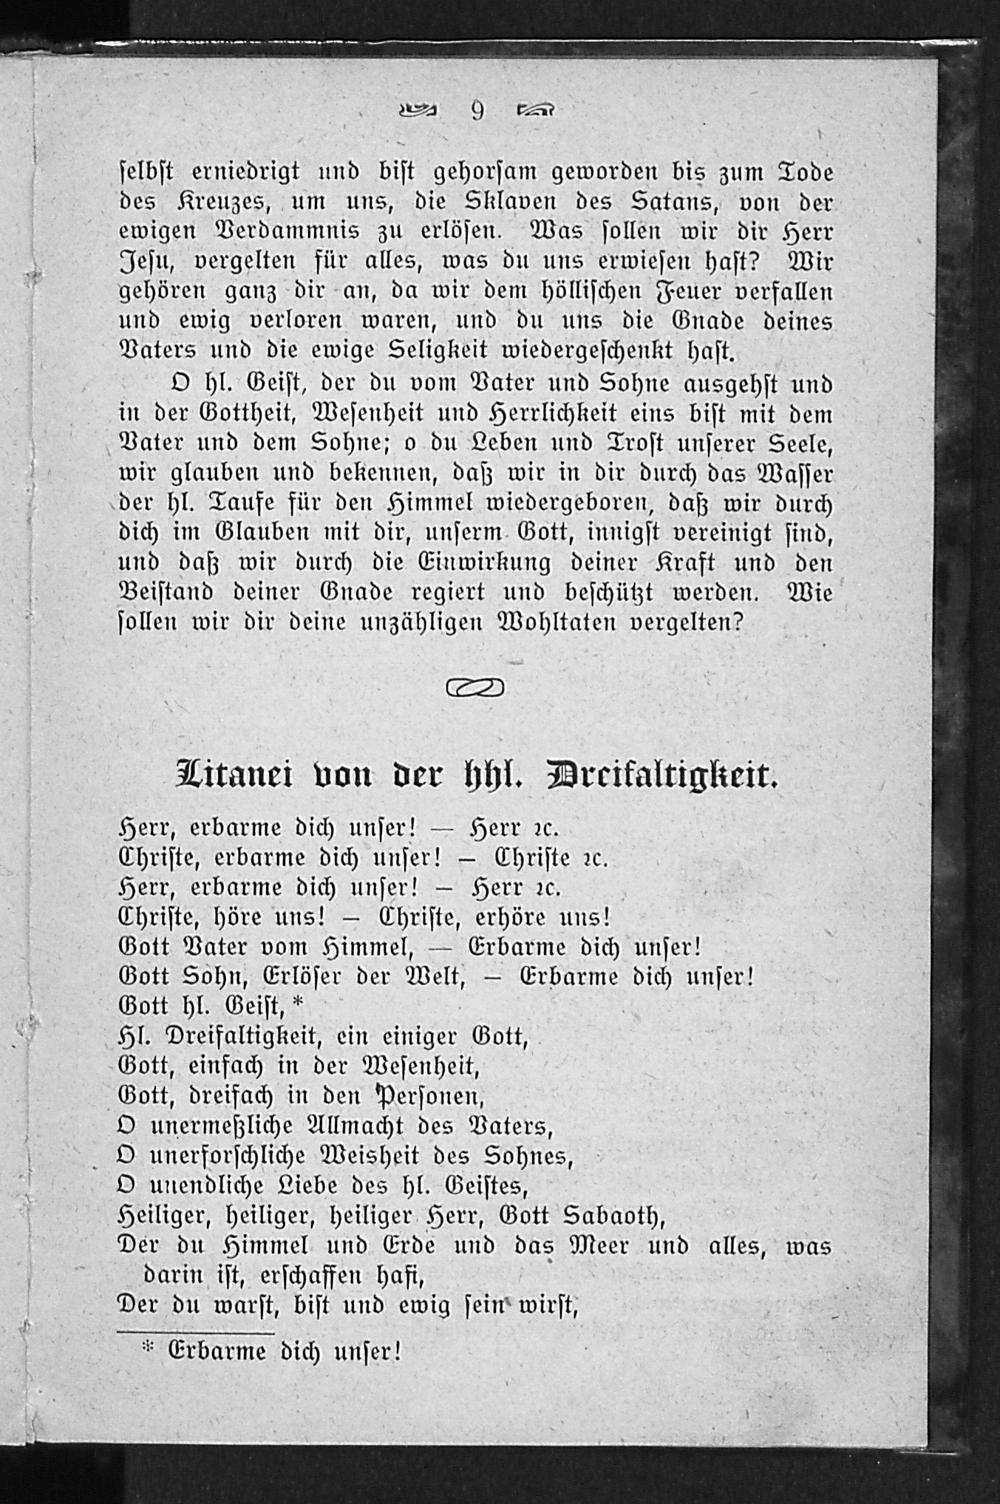 9
selbst erniedrigt und bist gehorsam geworden bis zum Tode
des Kreuzes, um uns, die Sklaven des Satans, von der
ewigen Verdammnis zu erlösen. Was sollen wir dir Herr
Jesu, vergelten für alles, was du uns erwiesen hast? Wir
gehören ganz dir an, da wir dem höllischen Feuer verfallen
und ewig verloren waren, und du uns die Gnade deines
Vaters und die ewige Seligkeit wiedergeschenkt hast.
O hl. Geist, der du vom Vater und Sohne ausgehst und
in der Gottheit, Wesenheit und Herrlichkeit eins bist mit dem
Vater und dem Sohne; o du Leben und Trost unserer Seele,
wir glauben und bekennen, daß wir in dir durch das Wasser
der hl. Taufe für den Himmel wiedergeboren, daß wir durch
dich im Glauben mit dir, unserm Gott, innigst vereinigt sind,
und daß wir durch die Einwirkung deiner Kraft und den
Beistand deiner Gnade regiert und beschützt werden. Wie
sollen wir dir deine unzähligen Wohltaten vergelten?
Litanei von der hhl. Dreifaltigkeit.
Herr, erbarme dich unser! — Herr ꝛc.
Christe, erbarme dich unser! — Christe ꝛc.
Herr, erbarme dich unser! — Herr ꝛc.
Christe, höre uns! — Christe, erhöre uns!
Gott Vater vom Himmel, — Erbarme dich unser!
Gott Sohn, Erlöser der Welt, — Erbarme dich unser!
Gott hl. Geist,*
Hl. Dreifaltigkeit, ein einiger Gott,
Gott, einfach in der Wesenheit,
Gott, dreifach in den Personen,
O unermeßliche Allmacht des Vaters,
O unerforschliche Weisheit des Sohnes,
O unendliche Liebe des hl. Geistes,
Heiliger, heiliger, heiliger Herr, Gott Sabaoth,
Der du Himmel und Erde und das Meer und alles, was
darin ist, erschaffen hast,
Der du warst, bist und ewig sein wirst,
* Erbarme dich unser!